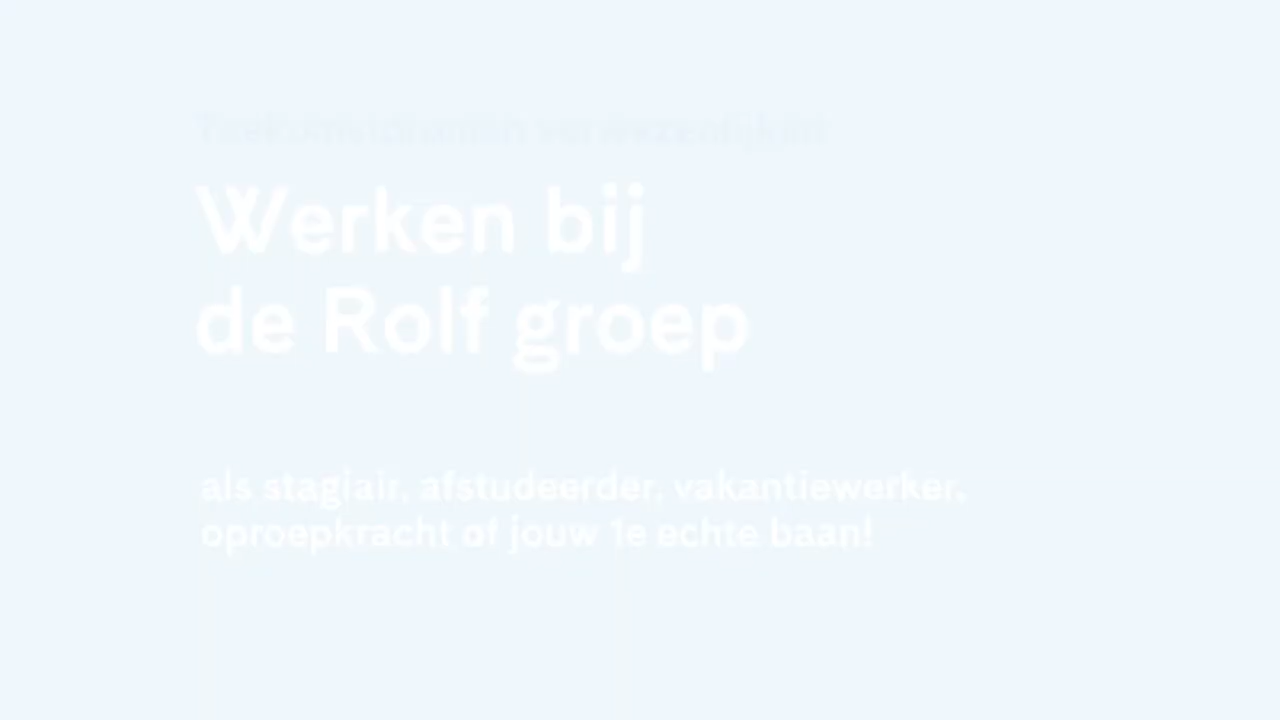 Werken bij
de Rolf groep
als stagiair, afstudeerder, vakantiewerker,
oproepkracht of jouw 1e echte baan!